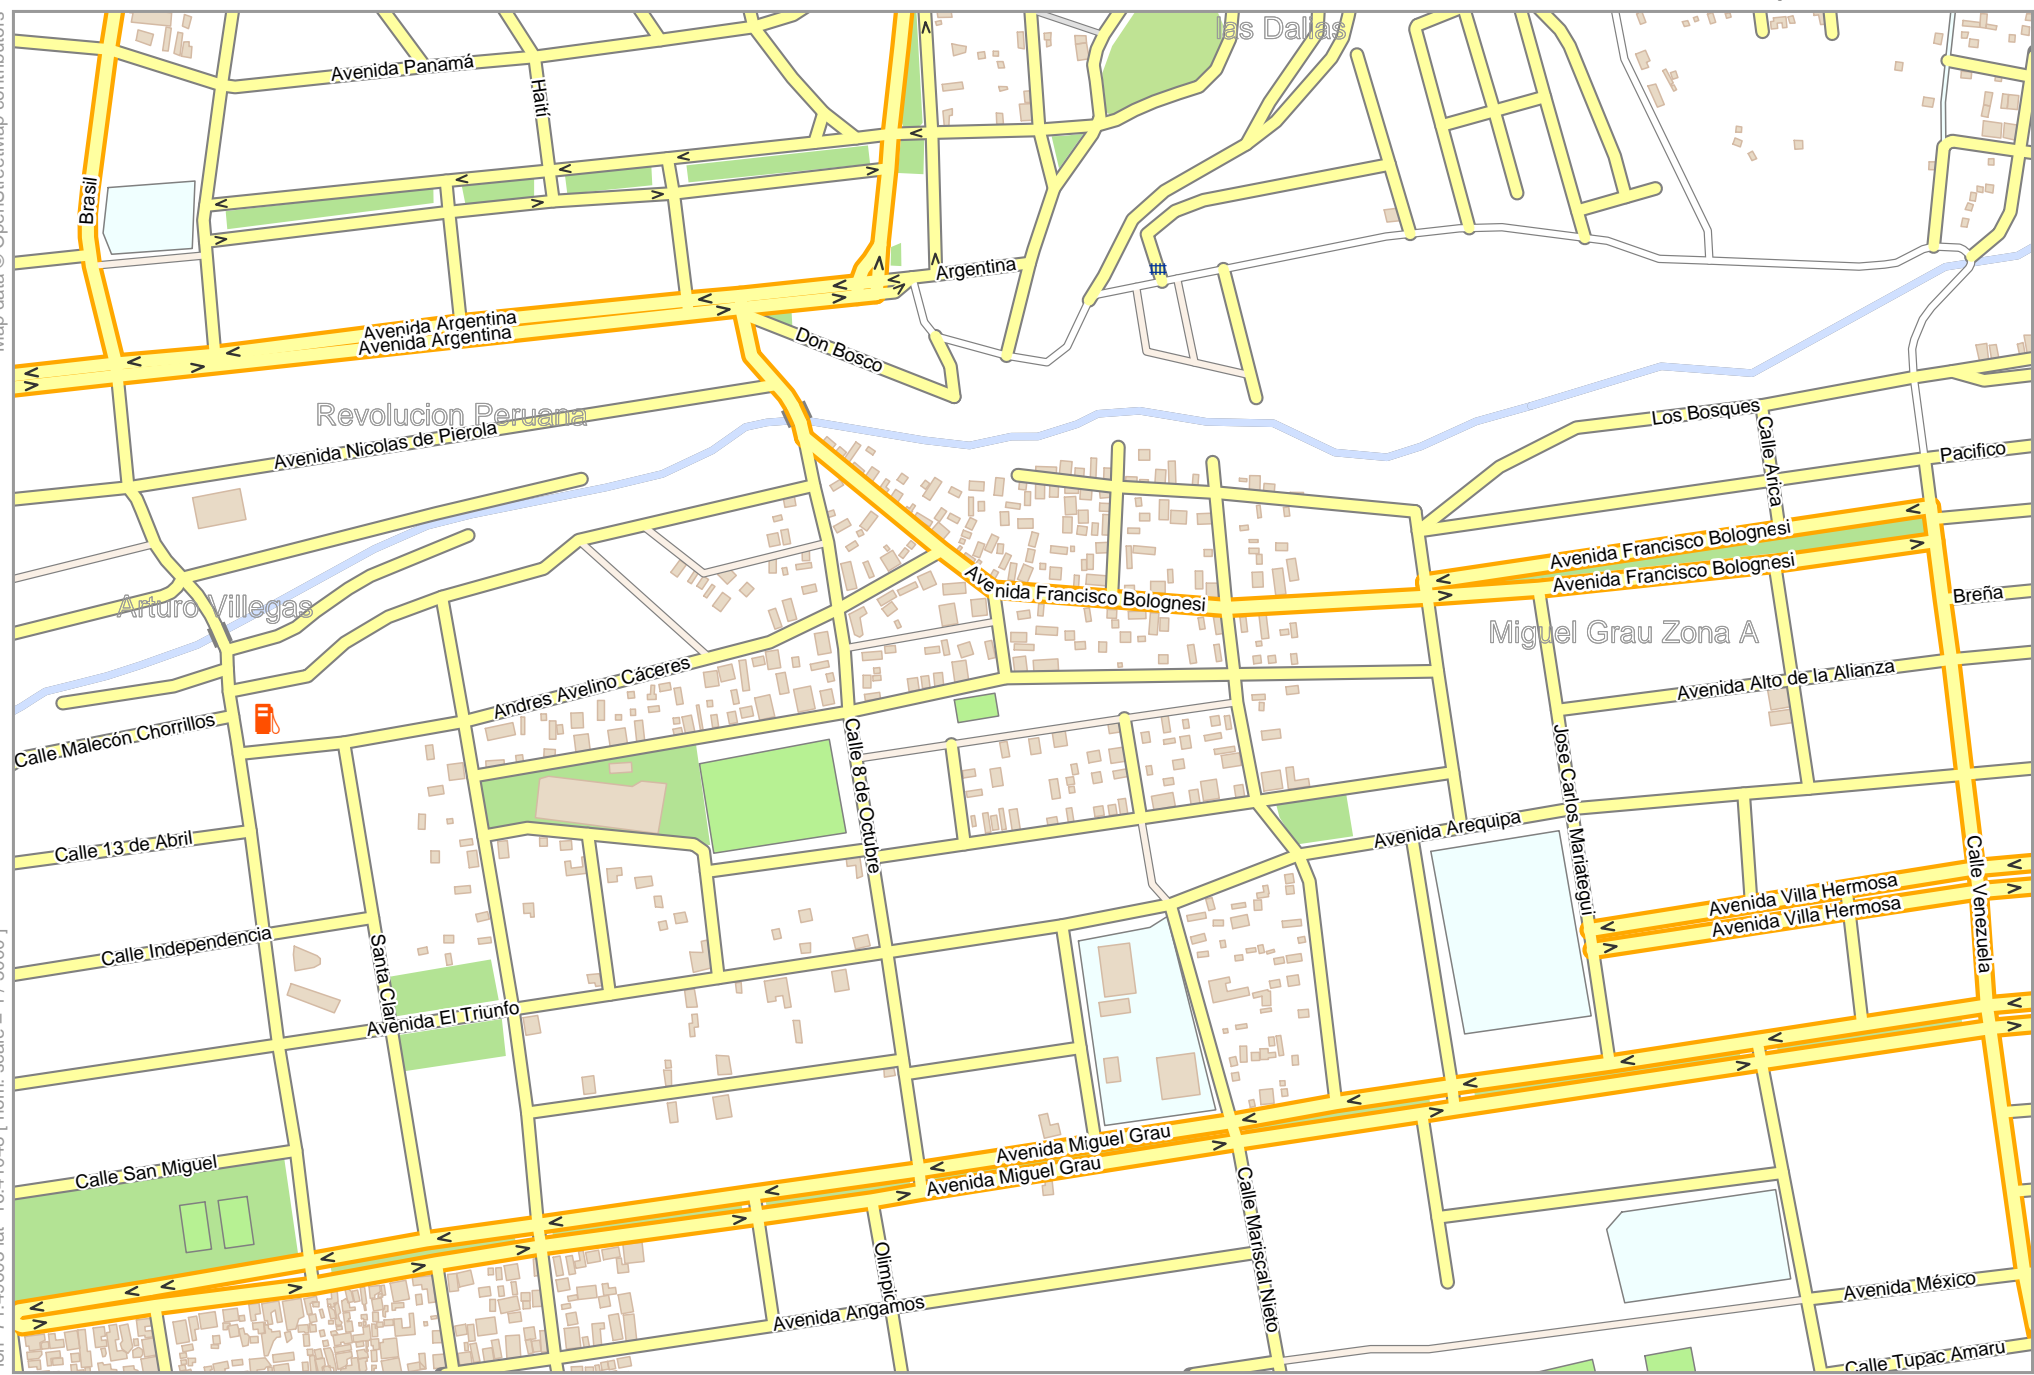 las Dalias
Avenida Panamá
Haití
Brasil
Argentina
Avenida Argentina
Avenida Argentina
Don Bosco
Revolucion Peruana
Avenida Nicolas de Pierola
Los Bosques
Calle Arica
Pacifico
Avenida Francisco Bolognesi
Avenida Francisco Bolognesi
Avenida Francisco Bolognesi
Breña
Arturo Villegas
Miguel Grau Zona A
Andres Avelino Cáceres
Avenida Alto de la Alianza
Calle Malecón Chorrillos
Calle 8 de Octubre
Jose Carlos Mariategui
Calle 13 de Abril
Avenida Arequipa
Calle Venezuela
Avenida Villa Hermosa
Avenida Villa Hermosa
Calle Independencia
Santa Clar
Avenida El Triunfo
Avenida Miguel Grau
Avenida Miguel Grau
Calle San Miguel
Calle Mariscal Nieto
Olimpic
Avenida Angamos
Avenida México
Calle Tupac Amaru